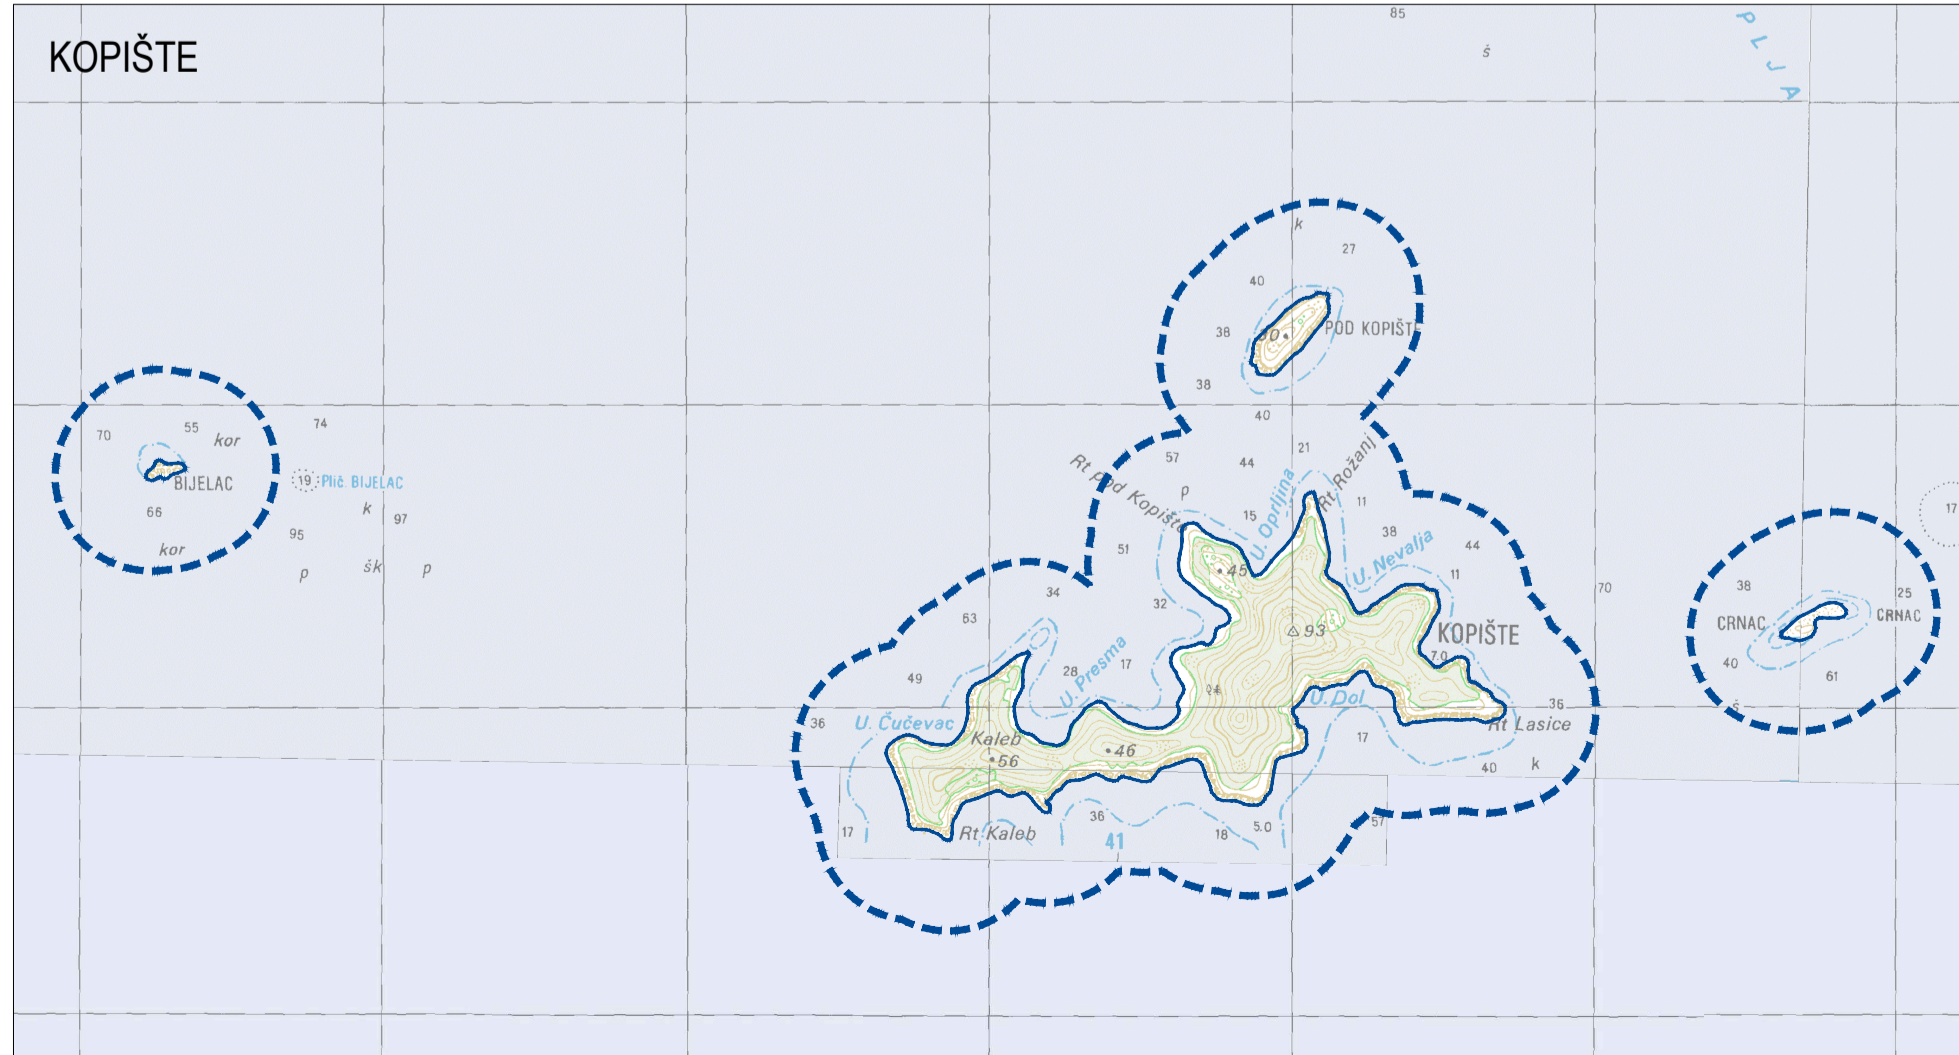 85
KOPIŠTE
š
PLJA
k
27
40
38
30
POD KOPIŠTE
38
40
70
55
kor
74
BIJELAC
19
Plič. BIJELAC
66
k
97
kor
95
p
šk
p
57
44
21
Rt Rožanj
Rt pod Kopište
p
15
U. Oprljina
11
38
U. Nevalja
44
11
17
51
45
34
32
63
93
KOPIŠTE
7.0
70
38
25
CRNAC
CRNAC
40
61
š
49
28
U. Presma
17
36
U. Čučevac
U. Dol
36
Rt Lasice
17
40
k
Kaleb
56
46
17
Rt Kaleb
36
41
18
5.0
57